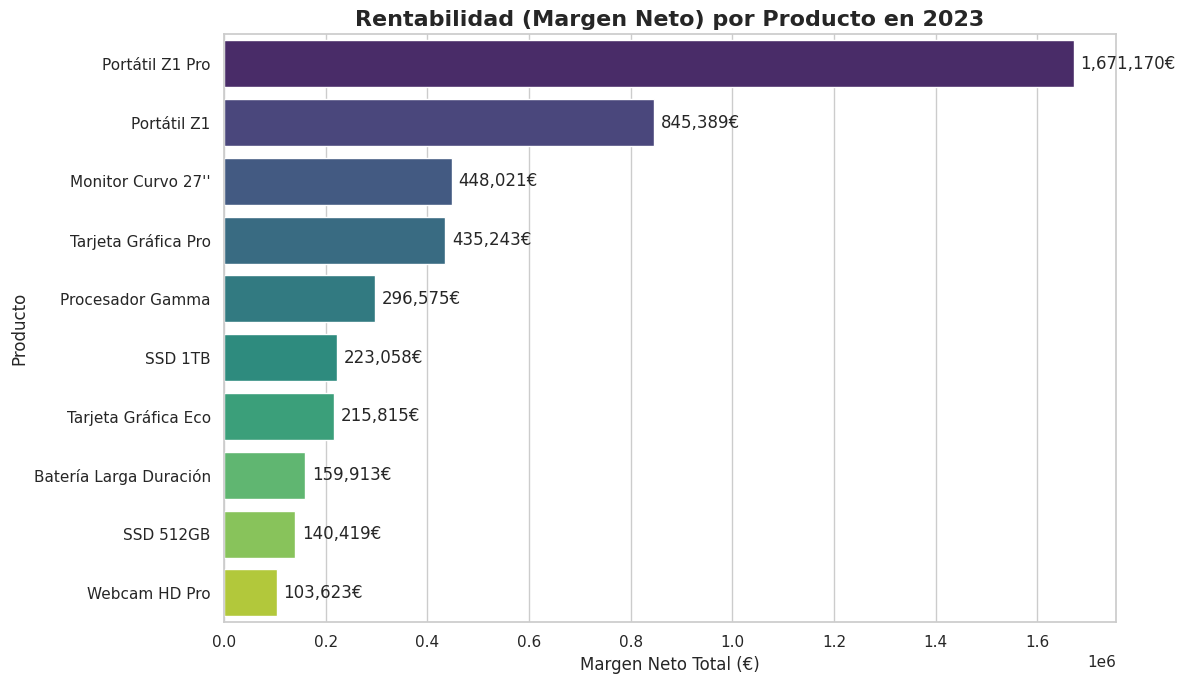 Rentabilidad (Margen Neto) por Producto en 2023
Portátil Z1 Pro
1,671,170€
Portátil Z1
845,389€
Monitor Curvo 27''
448,021€
Tarjeta Gráfica Pro
435,243€
Procesador Gamma
296,575€
SSD 1TB
223,058€
Tarjeta Gráfica Eco
215,815€
Batería Larga Duración
159,913€
SSD 512GB
140,419€
Webcam HD Pro
103,623€
Producto
0.0 0.2 0.4 0.6 0.8 1.0 1.2 1.4 1.6
1e6
Margen Neto Total (€)